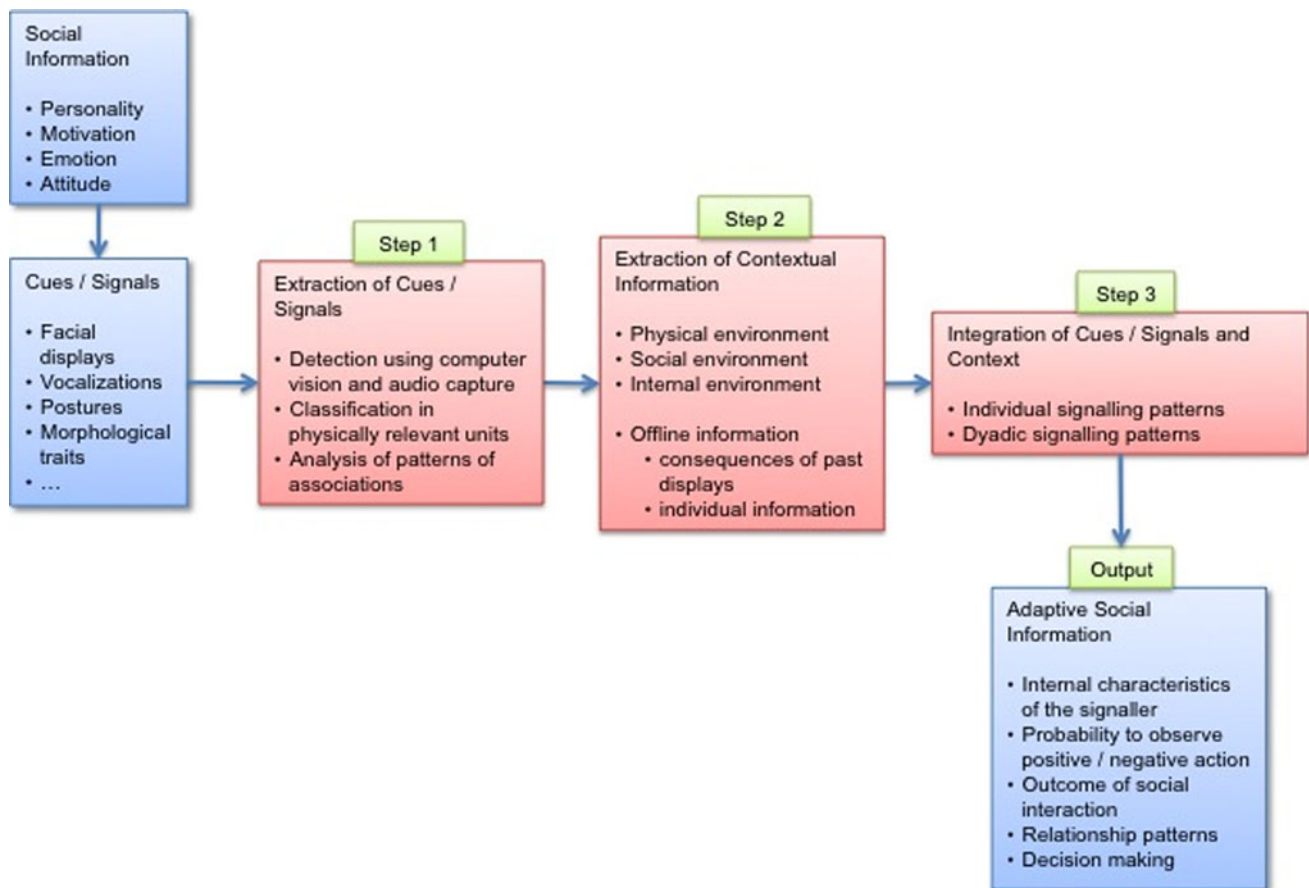 Social
Information
• Personality
• Motivation
• Emotion
• Attitude
Cues / Signals
• Facial
displays
• Vocalizations
• Postures
• Morphological
traits
• …
Step 1
Extraction of Cues /
Signals
• Detection using computer
vision and audio capture
• Classification in
physically relevant units
• Analysis of patterns of
associations
Step 2
Extraction of Contextual
Information
• Physical environment
• Social environment
• Internal environment
• Offline information
• consequences of past
displays
• individual information
Step 3
Integration of Cues / Signals and
Context
• Individual signalling patterns
• Dyadic signalling patterns
Output
Adaptive Social
Information
• Internal characteristics
of the signaller
• Probability to observe
positive / negative action
• Outcome of social
interaction
• Relationship patterns
• Decision making